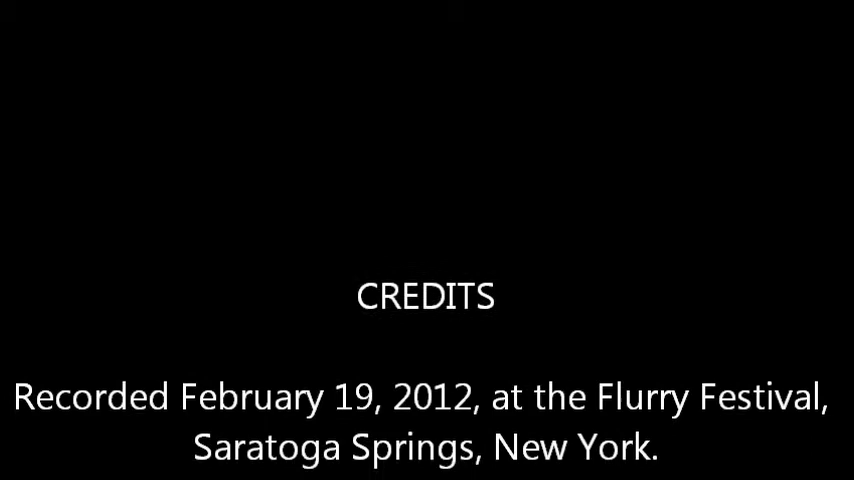 CREDITS
Recorded February 19, 2012, at the Flurry Festival,
Saratoga Springs, New York.